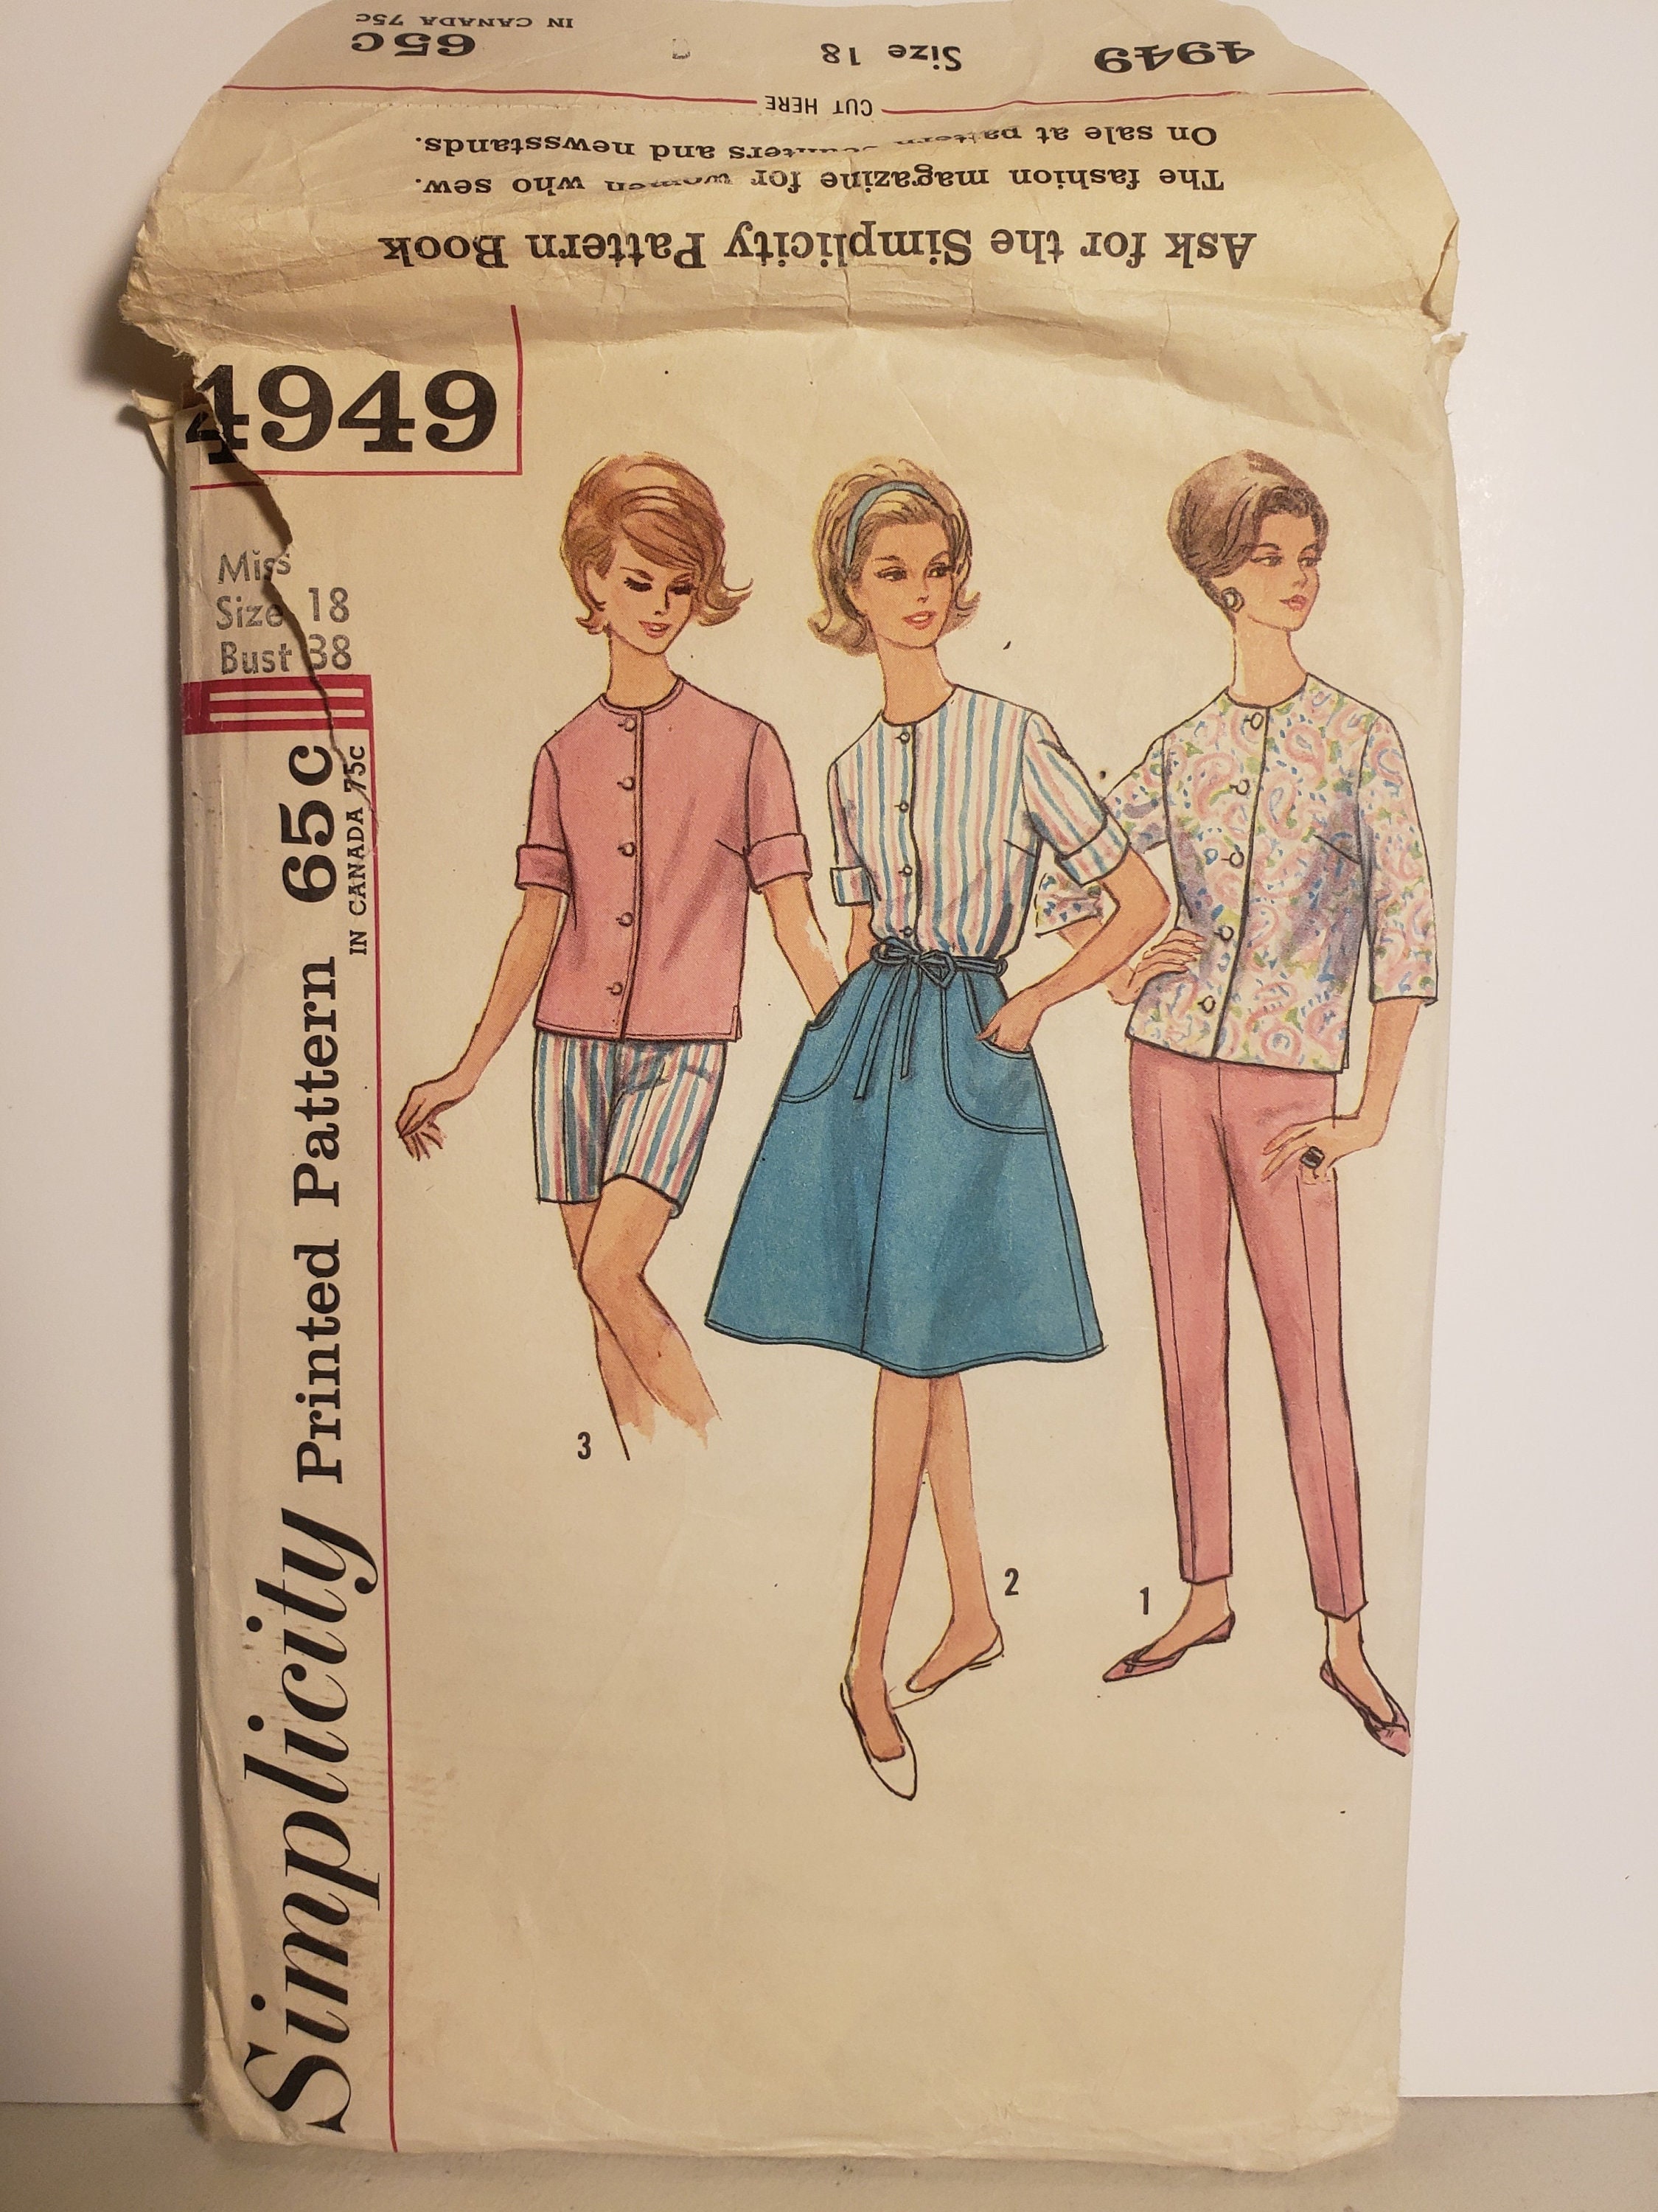 4949 Size 18 65c
IN CANADA 75c
CUT HERE
On sale at pattern counters and newsstands.
The fashion magazine for women who sew.
Ask for the Simplicity Pattern Book
4949
Miss
Size 18
Bust 38
Simplicity Printed Pattern 65c
IN CANADA 75c
3
2
1